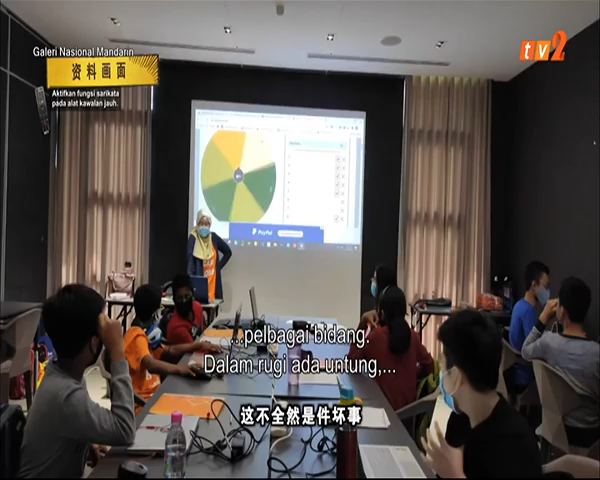 Galeri Nasional Mandarin
tv2
资料画面
Aktifkan fungsi sarikata
pada alat kawalan jauh.
PayPal
...pelbagai bidang.
Dalam rugi ada untung,...
这不全然是件坏事